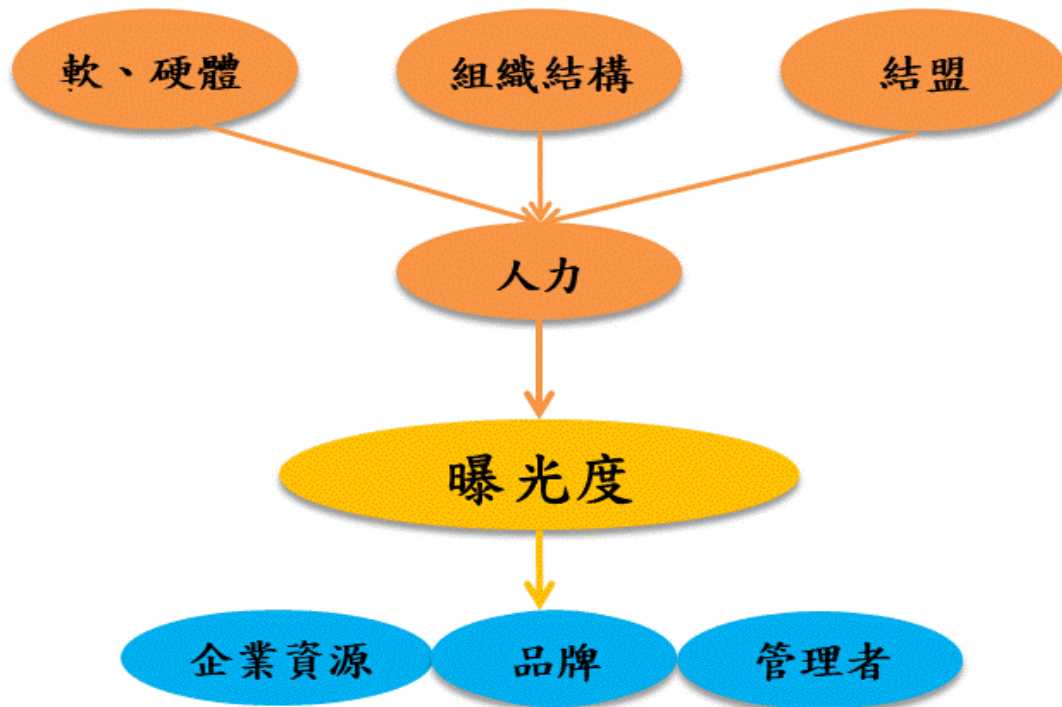 軟、硬體
組織結構
結盟
人力
曝光度
企業資源
品牌
管理者